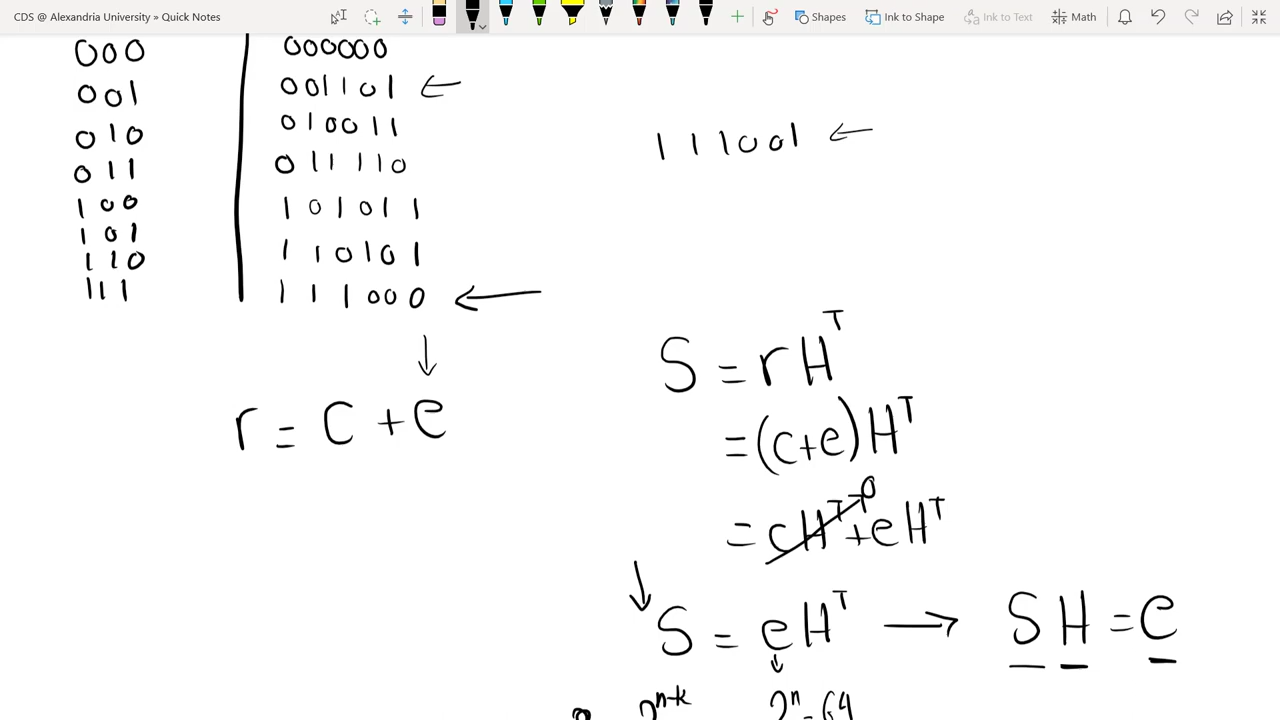 CDS @ Alexandria University » Quick Notes
Shapes Ink to Shape Ink to Text Math
000 | 000000
001 | 001101 ←
010 | 010011
011 | 011110
100 | 101011
101 | 110101
110
111 | 111000 ←
111001 ←
↓
r = C + e
S = rH^T
= (c+e)H^T
= cH^T→0 + eH^T
↓
S = eH^T → SH = e
↓
2^n-k 2^n = 64